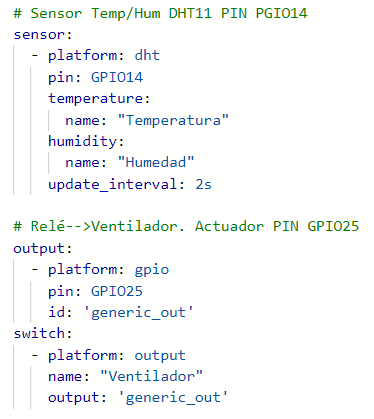 # Sensor Temp/Hum DHT11 PIN PGIO14
sensor:
  - platform: dht
    pin: GPIO14
    temperature:
      name: "Temperatura"
    humidity:
      name: "Humedad"
    update_interval: 2s

# Relé-->Ventilador. Actuador PIN GPIO25
output:
  - platform: gpio
    pin: GPIO25
    id: 'generic_out'
switch:
  - platform: output
    name: "Ventilador"
    output: 'generic_out'